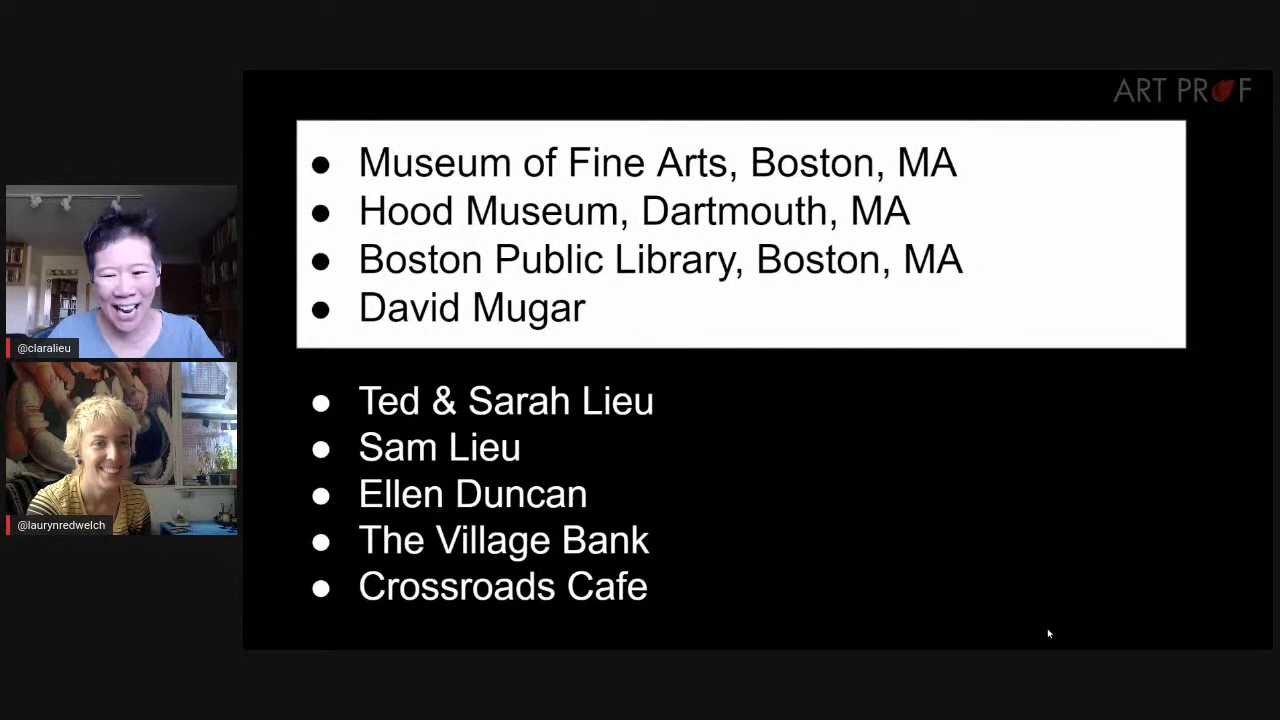 ART PROF
● Museum of Fine Arts, Boston, MA
● Hood Museum, Dartmouth, MA
● Boston Public Library, Boston, MA
● David Mugar
● Ted & Sarah Lieu
● Sam Lieu
● Ellen Duncan
● The Village Bank
● Crossroads Cafe
@claralieu
@laurynredwelch